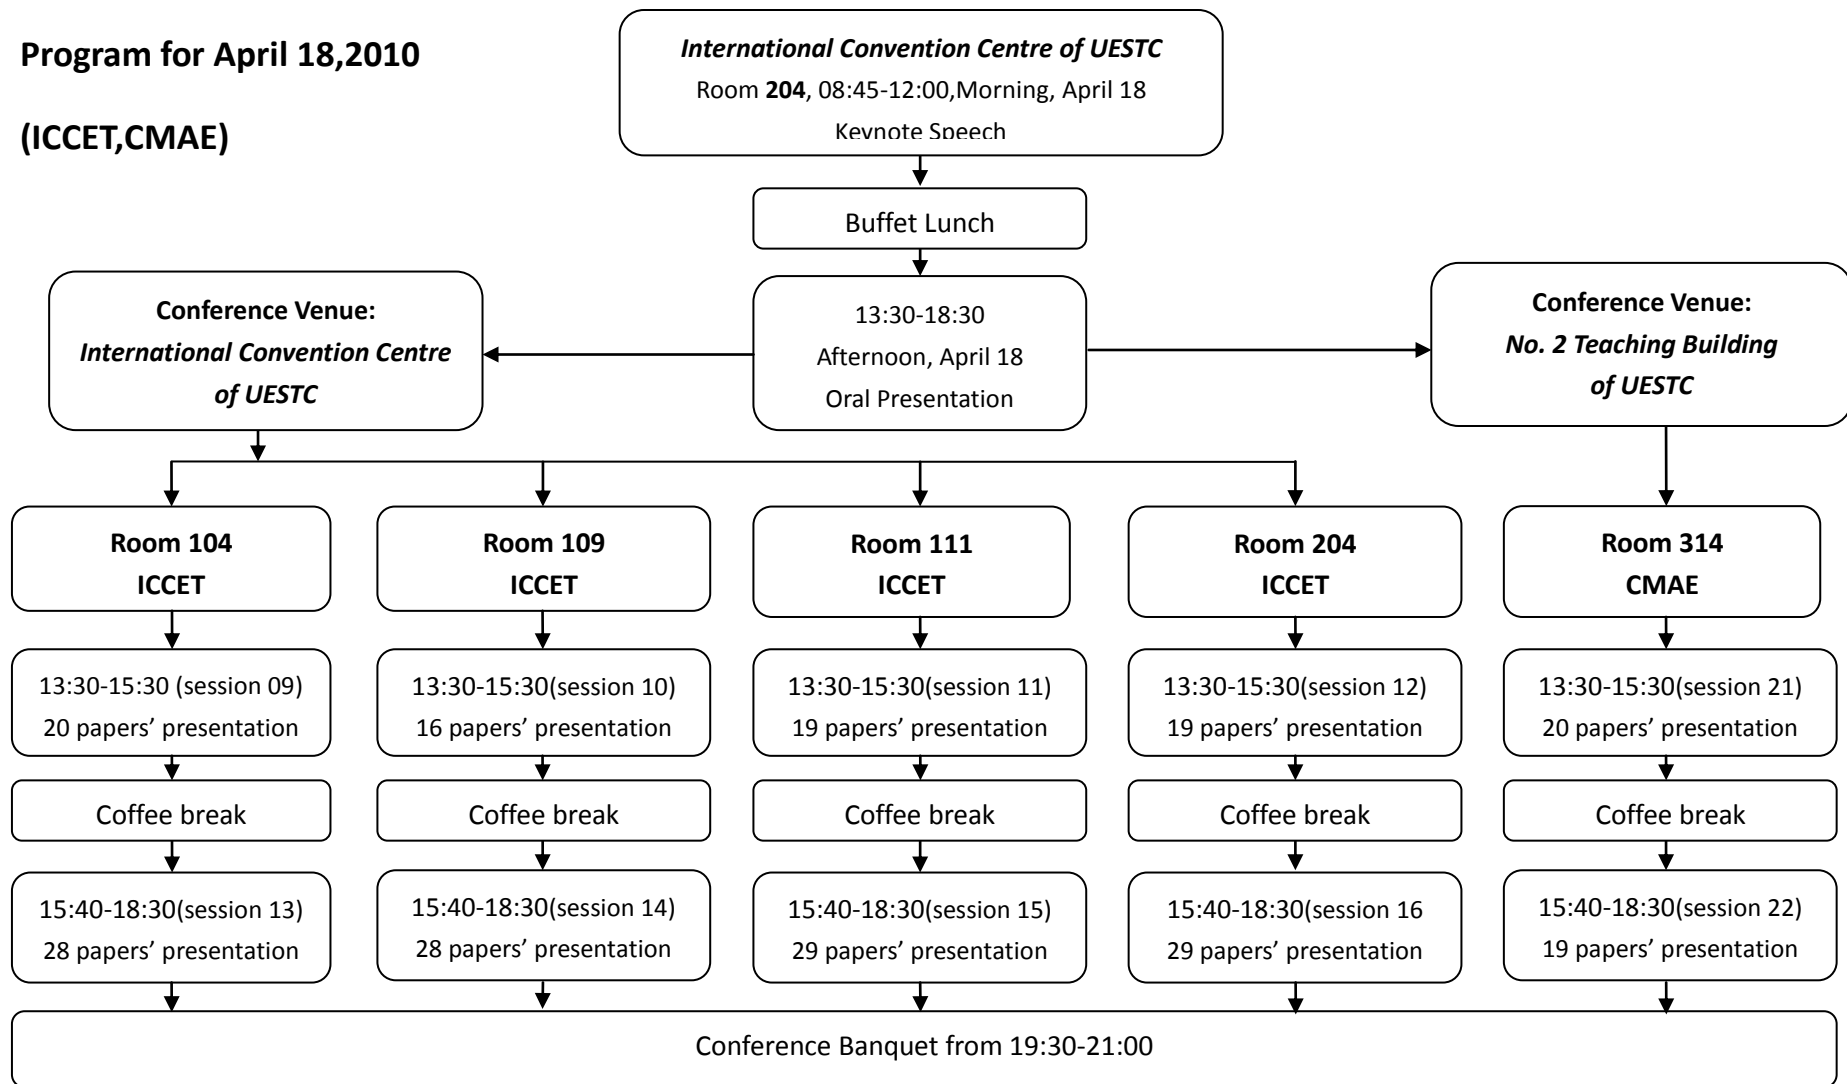 Program for April 18,2010
(ICCET,CMAE)
International Convention Centre of UESTC
Room 204, 08:45-12:00,Morning, April 18
Keynote Speech
Buffet Lunch
Conference Venue:
International Convention Centre
of UESTC
13:30-18:30
Afternoon, April 18
Oral Presentation
Conference Venue:
No. 2 Teaching Building
of UESTC
Room 104
ICCET
Room 109
ICCET
Room 111
ICCET
Room 204
ICCET
Room 314
CMAE
13:30-15:30 (session 09)
20 papers’ presentation
13:30-15:30(session 10)
16 papers’ presentation
13:30-15:30(session 11)
19 papers’ presentation
13:30-15:30(session 12)
19 papers’ presentation
13:30-15:30(session 21)
20 papers’ presentation
Coffee break
Coffee break
Coffee break
Coffee break
Coffee break
15:40-18:30(session 13)
28 papers’ presentation
15:40-18:30(session 14)
28 papers’ presentation
15:40-18:30(session 15)
29 papers’ presentation
15:40-18:30(session 16
29 papers’ presentation
15:40-18:30(session 22)
19 papers’ presentation
Conference Banquet from 19:30-21:00